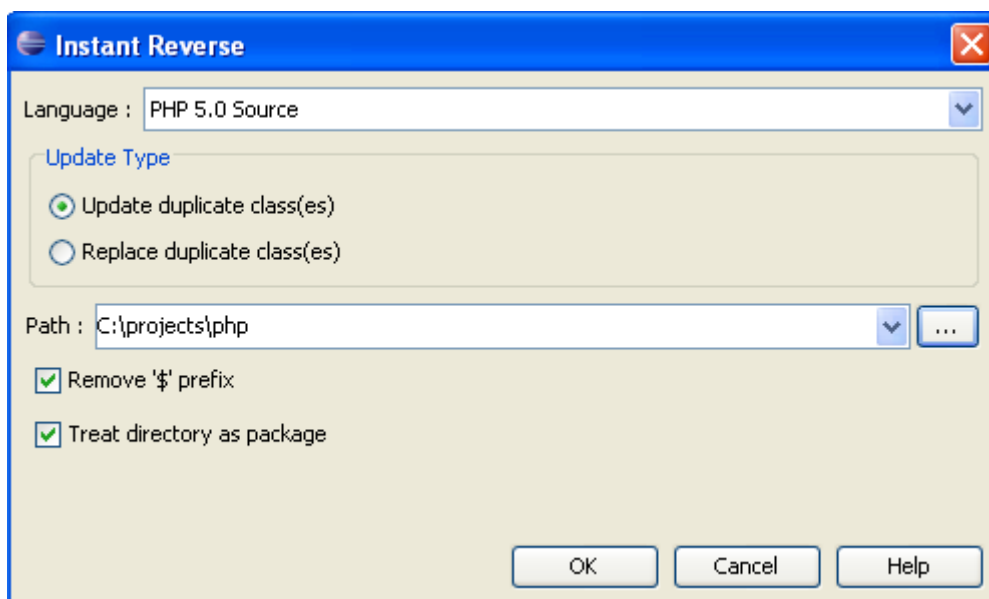 Instant Reverse
Language : PHP 5.0 Source
Update Type
Update duplicate class(es)
Replace duplicate class(es)
Path : C:\projects\php ...
Remove '$' prefix
Treat directory as package
OK Cancel Help